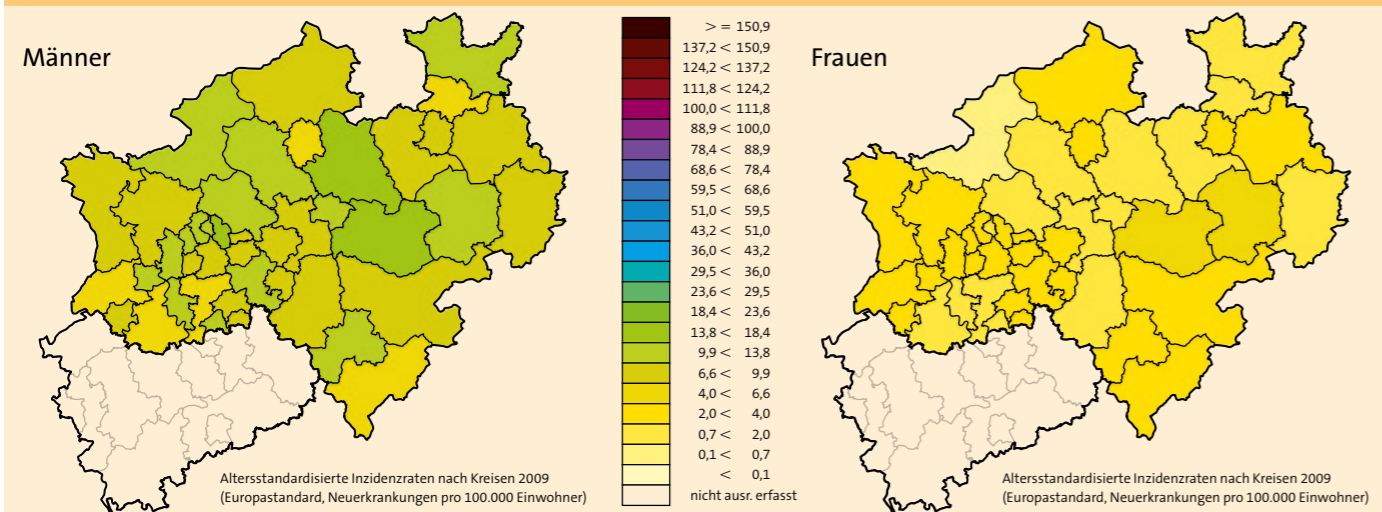 Männer
Altersstandardisierte Inzidenzraten nach Kreisen 2009
(Europastandard, Neuerkrankungen pro 100.000 Einwohner)
> = 150,9
137,2 < 150,9
124,2 < 137,2
111,8 < 124,2
100,0 < 111,8
88,9 < 100,0
78,4 < 88,9
68,6 < 78,4
59,5 < 68,6
51,0 < 59,5
43,2 < 51,0
36,0 < 43,2
29,5 < 36,0
23,6 < 29,5
18,4 < 23,6
13,8 < 18,4
9,9 < 13,8
6,6 < 9,9
4,0 < 6,6
2,0 < 4,0
0,7 < 2,0
0,1 < 0,7
< 0,1
nicht ausr. erfasst
Frauen
Altersstandardisierte Inzidenzraten nach Kreisen 2009
(Europastandard, Neuerkrankungen pro 100.000 Einwohner)